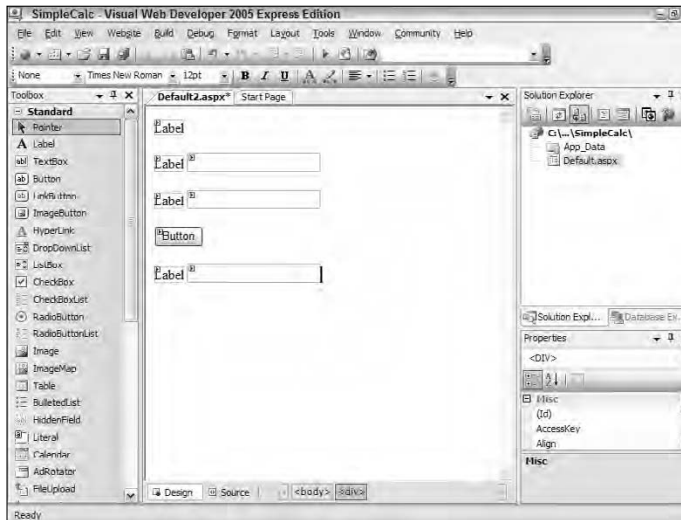 SimpleCalc - Visual Web Developer 2005 Express Edition
File Edit View Website Build Debug Format Layout Tools Window Community Help
None Times New Roman 12pt B I U A
Toolbox
Standard
Pointer
A Label
abl TextBox
ab Button
ab LinkButton
ImageButton
A HyperLink
DropDownList
ListBox
CheckBox
CheckBoxList
RadioButton
RadioButtonList
Image
ImageMap
Table
BulletedList
HiddenField
Literal
Calendar
AdRotator
FileUpload
Default2.aspx* Start Page
Label
Label
Label
Button
Label
Design Source <body> <div>
Solution Explorer
C:\...\SimpleCalc\
App_Data
Default.aspx
Solution Expl... Database Ex...
Properties
<DIV>
Misc
(Id)
AccessKey
Align
Misc
Ready